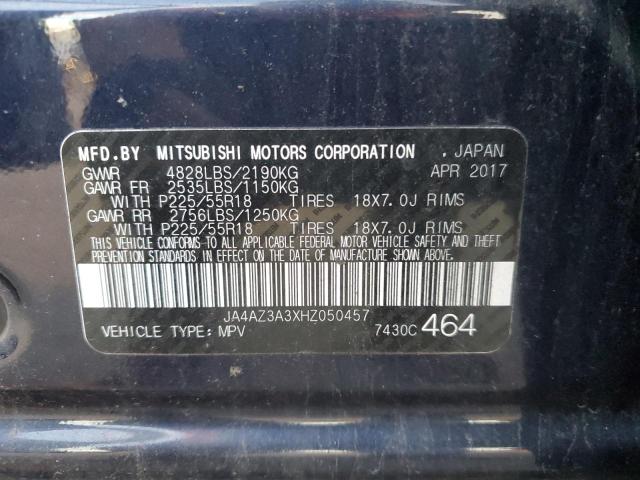 MFD.BY MITSUBISHI MOTORS CORPORATION , JAPAN
GVWR 4828LBS/2190KG APR 2017
GAWR FR 2535LBS/1150KG
WITH P225/55R18 TIRES 18X7.0J RIMS
GAWR RR 2756LBS/1250KG
WITH P225/55R18 TIRES 18X7.0J RIMS
THIS VEHICLE CONFORMS TO ALL APPLICABLE FEDERAL MOTOR VEHICLE SAFETY AND THEFT
PREVENTION STANDARDS IN EFFECT ON THE DATE OF MANUFACTURE SHOWN ABOVE.
JA4AZ3A3XHZ050457
VEHICLE TYPE: MPV 7430C 464